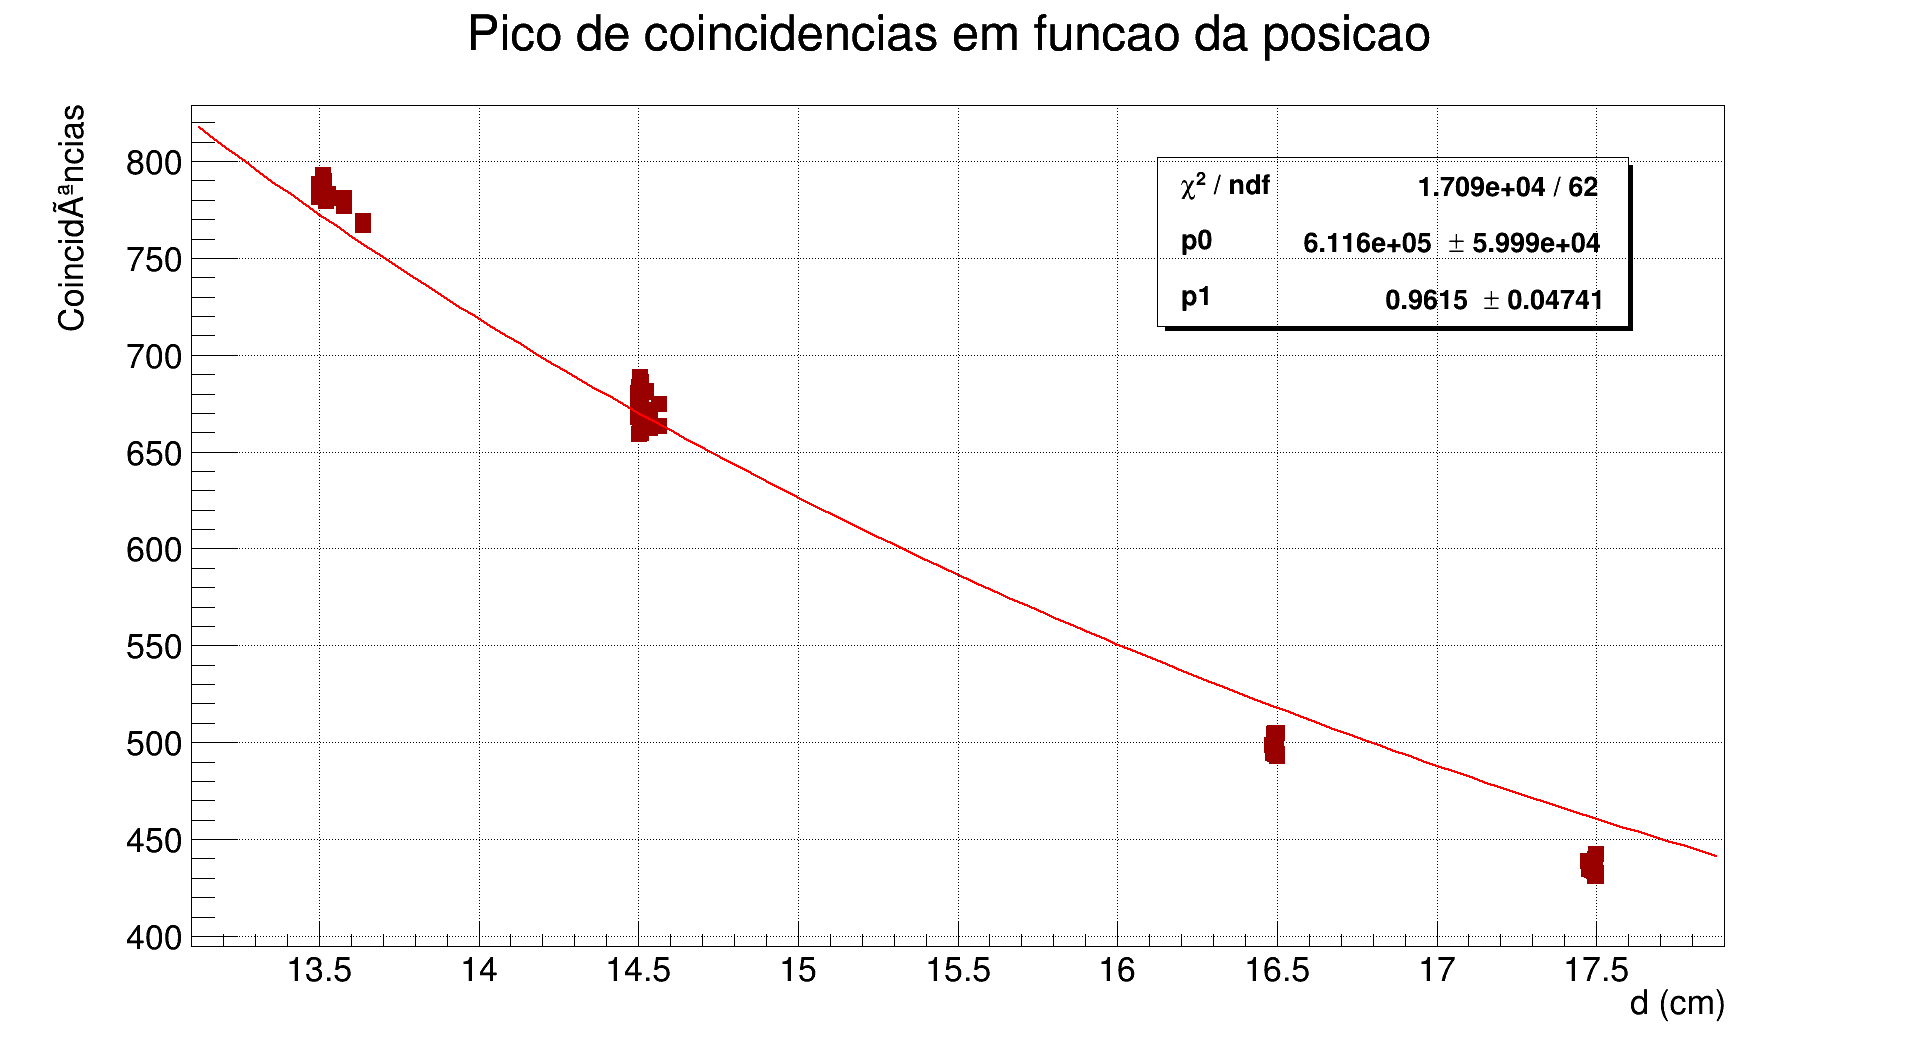 Pico de coincidencias em funcao da posicao
CoincidÃªncias
800
750
700
650
600
550
500
450
400
χ² / ndf 1.709e+04 / 62
p0 6.116e+05 ± 5.999e+04
p1 0.9615 ± 0.04741
13.5 14 14.5 15 15.5 16 16.5 17 17.5
d (cm)